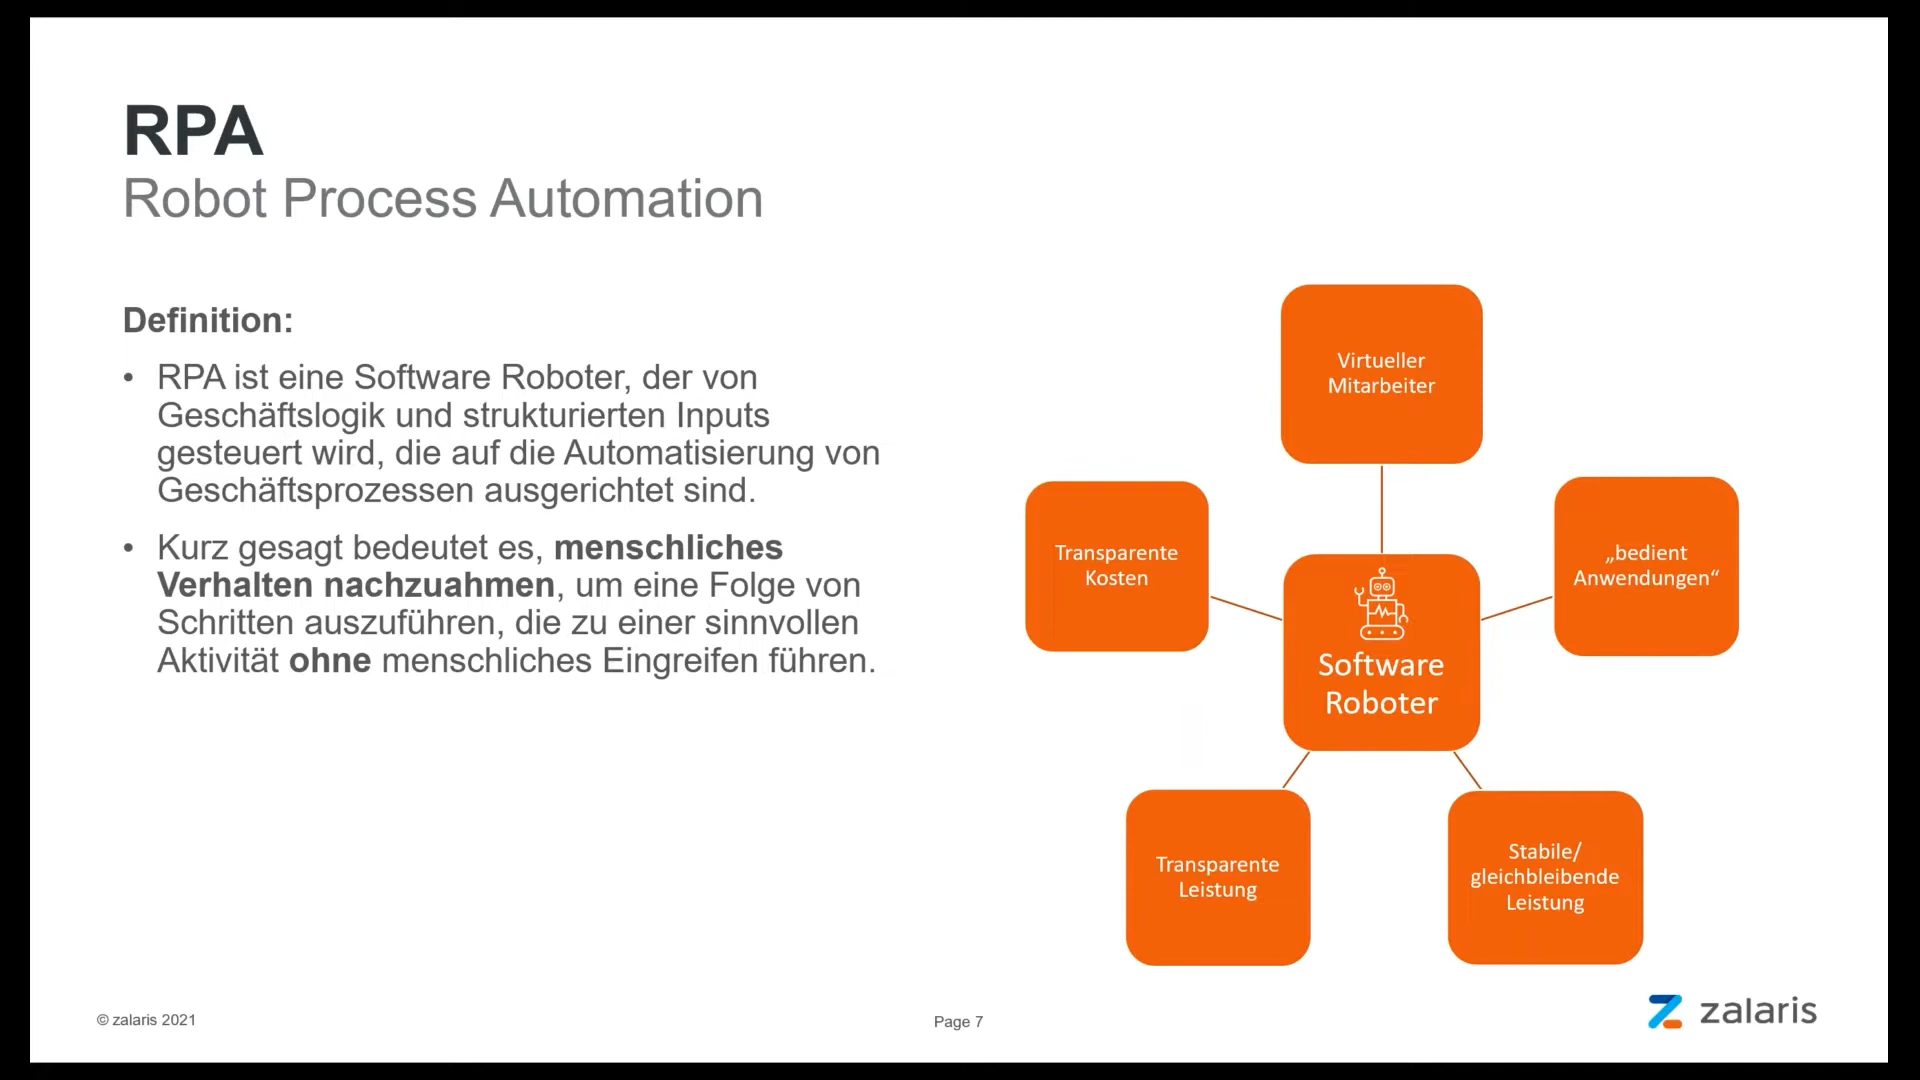 RPA
Robot Process Automation
Definition:
• RPA ist eine Software Roboter, der von
Geschäftslogik und strukturierten Inputs
gesteuert wird, die auf die Automatisierung von
Geschäftsprozessen ausgerichtet sind.
• Kurz gesagt bedeutet es, menschliches
Verhalten nachzuahmen, um eine Folge von
Schritten auszuführen, die zu einer sinnvollen
Aktivität ohne menschliches Eingreifen führen.
Virtueller
Mitarbeiter
Transparente
Kosten
„bedient
Anwendungen“
Software
Roboter
Transparente
Leistung
Stabile/
gleichbleibende
Leistung
© zalaris 2021
Page 7
zalaris